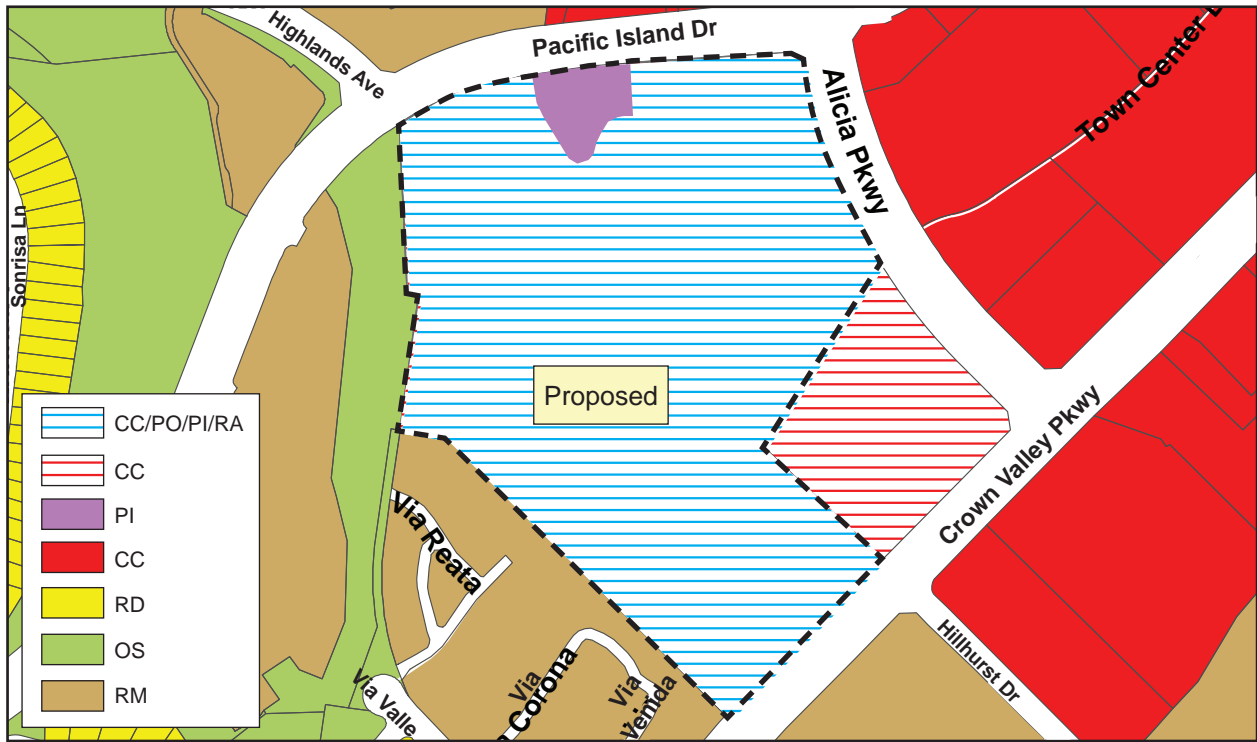 Highlands Ave
Pacific Island Dr
Alicia Pkwy
Town Center
Sonrisa Ln
Proposed
Crown Valley Pkwy
CC/PO/PI/RA
CC
PI
CC
RD
OS
RM
Via Reata
Via Valle
Via
Corona
Via
Venida
Hillhurst Dr